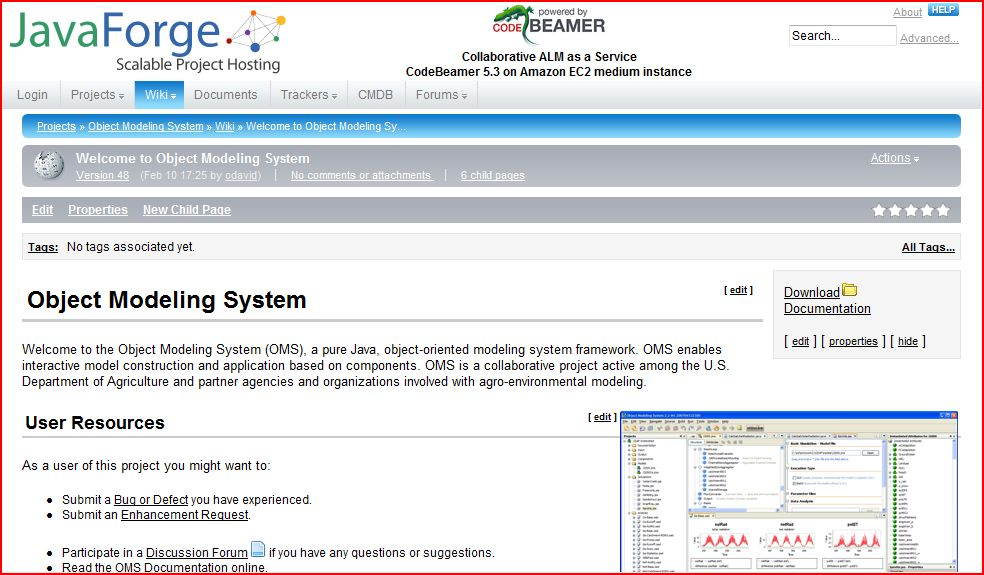 JavaForge
Scalable Project Hosting
powered by
CODE BEAMER
Collaborative ALM as a Service
CodeBeamer 5.3 on Amazon EC2 medium instance
About HELP
Search... Advanced...
Login Projects Wiki Documents Trackers CMDB Forums
Projects » Object Modeling System » Wiki » Welcome to Object Modeling Sy...
Welcome to Object Modeling System Actions
Version 48 (Feb 10 17:25 by odavid) | No comments or attachments | 6 child pages
Edit Properties New Child Page
Tags: No tags associated yet. All Tags...
Object Modeling System [ edit ]
Download
Documentation
[ edit ] [ properties ] [ hide ]
Welcome to the Object Modeling System (OMS), a pure Java, object-oriented modeling system framework. OMS enables
interactive model construction and application based on components. OMS is a collaborative project active among the U.S.
Department of Agriculture and partner agencies and organizations involved with agro-environmental modeling.
User Resources [ edit ]
As a user of this project you might want to:
• Submit a Bug or Defect you have experienced.
• Submit an Enhancement Request.
• Participate in a Discussion Forum if you have any questions or suggestions.
• Read the OMS Documentation online.
solRad netRad potET